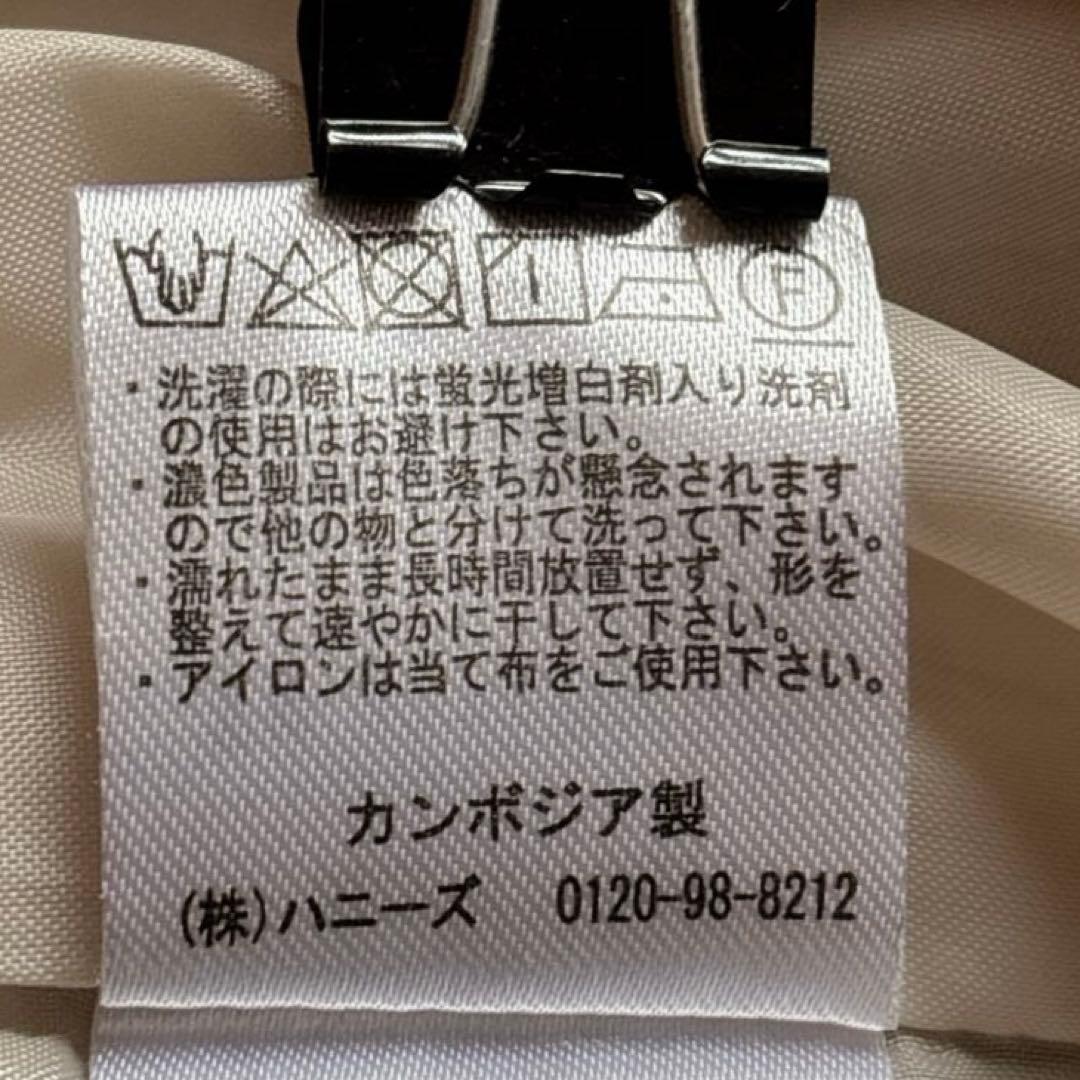 F
・洗濯の際には蛍光増白剤入り洗剤
の使用はお避け下さい。
・濃色製品は色落ちが懸念されます
ので他の物と分けて洗って下さい。
・濡れたまま長時間放置せず、形を
整えて速やかに干して下さい。
・アイロンは当て布をご使用下さい。
カンボジア製
(株)ハニーズ 0120-98-8212